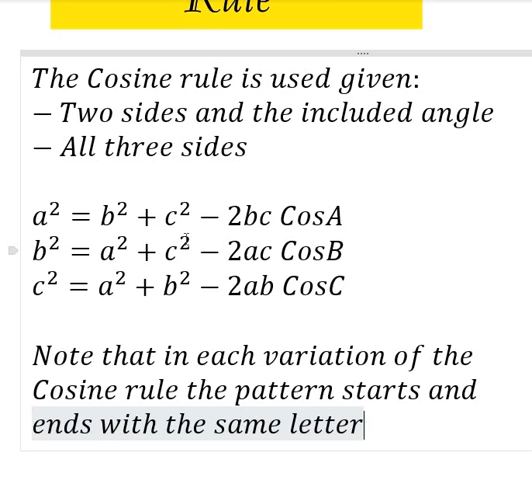 Rule
The Cosine rule is used given:
– Two sides and the included angle
– All three sides
a² = b² + c² – 2bc CosA
b² = a² + c² – 2ac CosB
c² = a² + b² – 2ab CosC
Note that in each variation of the
Cosine rule the pattern starts and
ends with the same letter